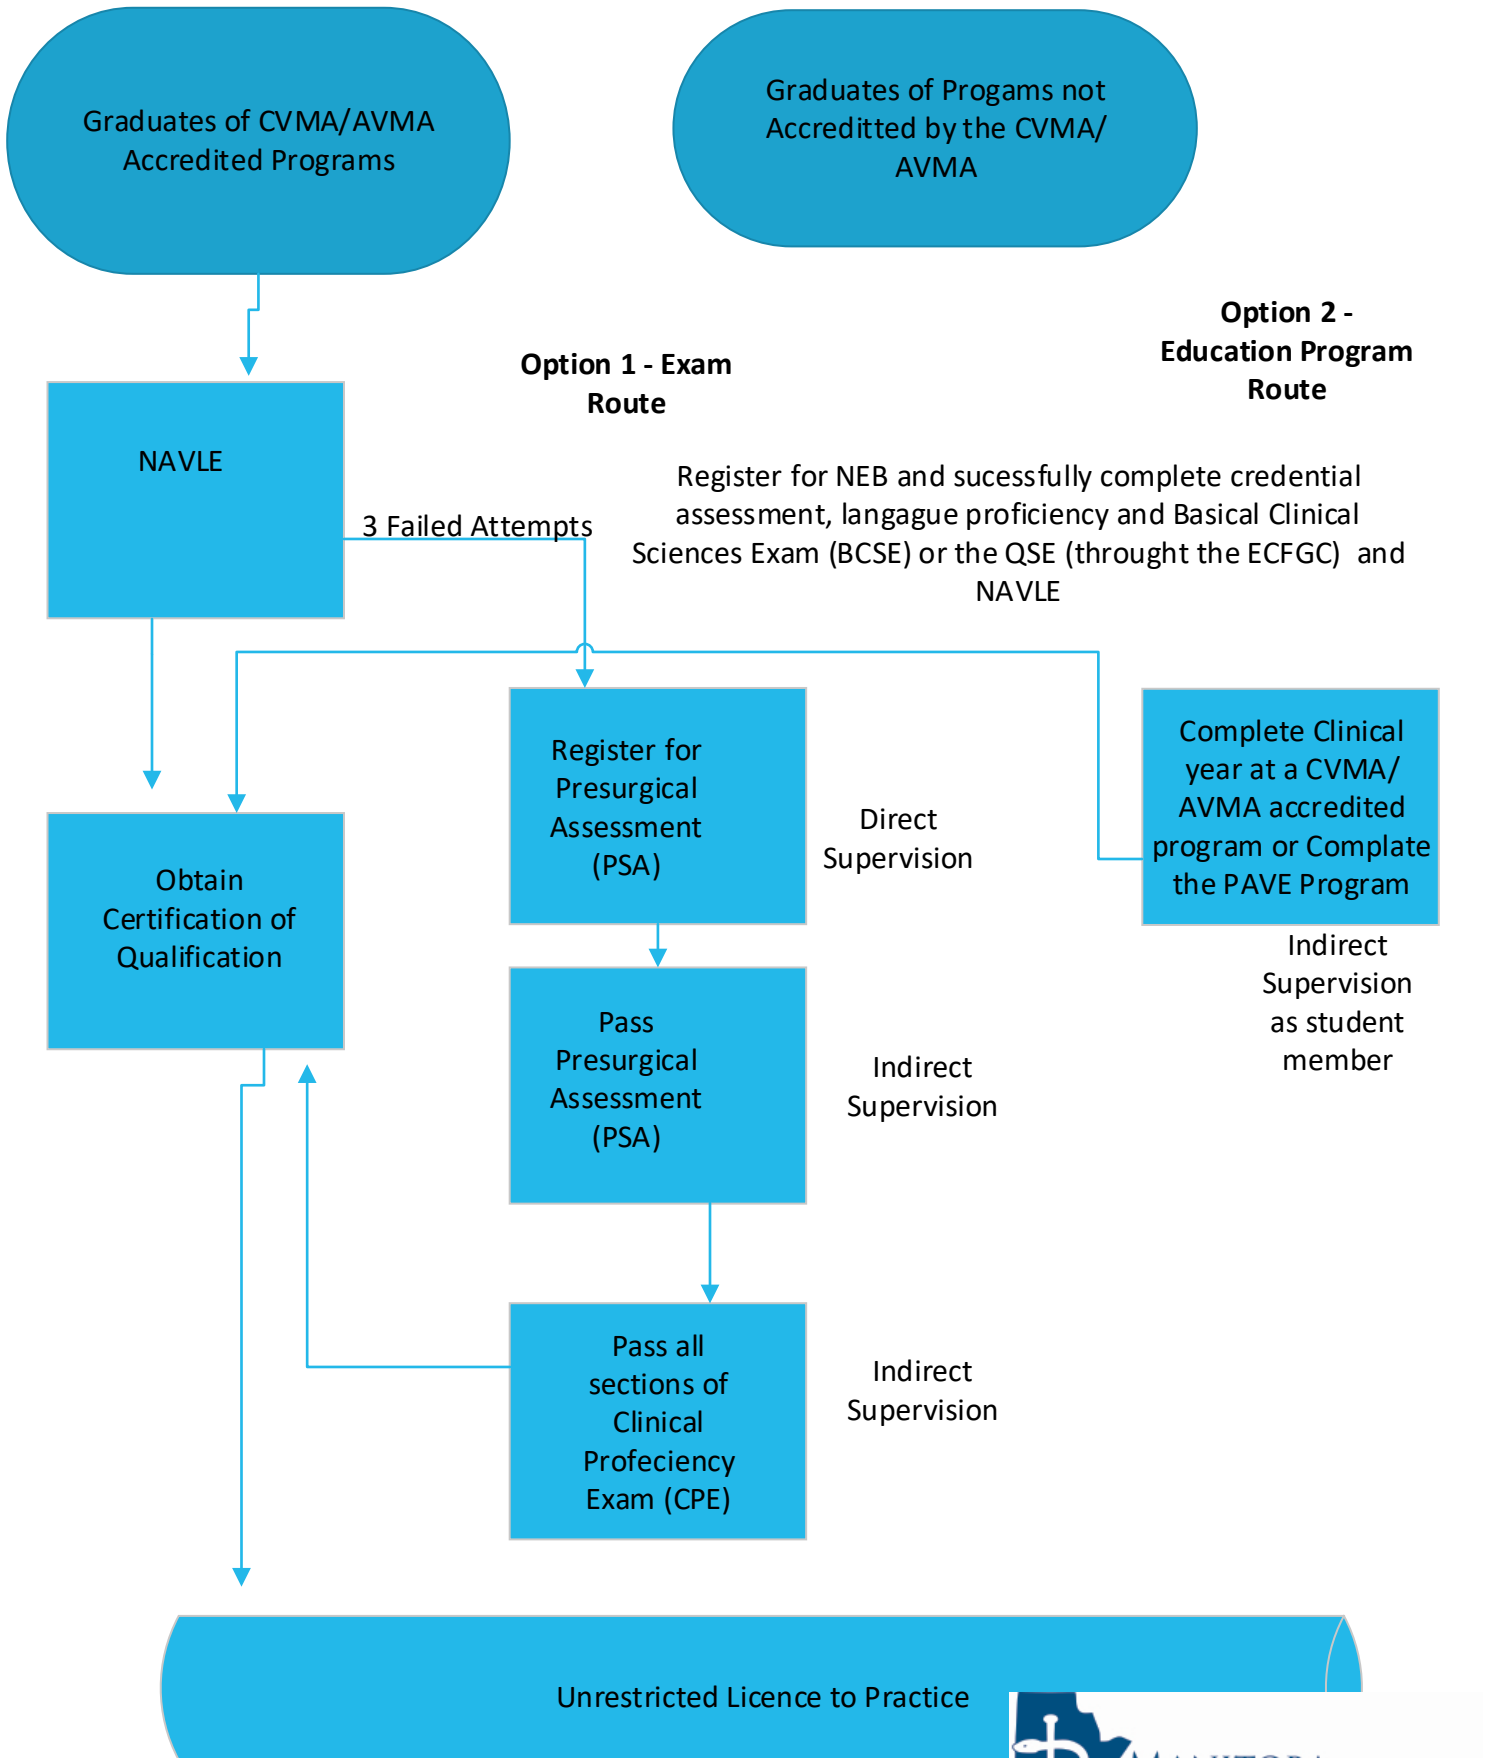 Graduates of CVMA/AVMA
Accredited Programs
Graduates of Progams not
Accreditted by the CVMA/
AVMA
Option 1 - Exam
Route
Option 2 -
Education Program
Route
NAVLE
3 Failed Attempts
Register for NEB and sucessfully complete credential
assessment, langague proficiency and Basical Clinical
Sciences Exam (BCSE) or the QSE (throught the ECFGC)  and
NAVLE
Register for
Presurgical
Assessment
(PSA)
Direct
Supervision
Complete Clinical
year at a CVMA/
AVMA accredited
program or Complate
the PAVE Program
Indirect
Supervision
as student
member
Obtain
Certification of
Qualification
Pass
Presurgical
Assessment
(PSA)
Indirect
Supervision
Pass all
sections of
Clinical
Profeciency
Exam (CPE)
Indirect
Supervision
Unrestricted Licence to Practice